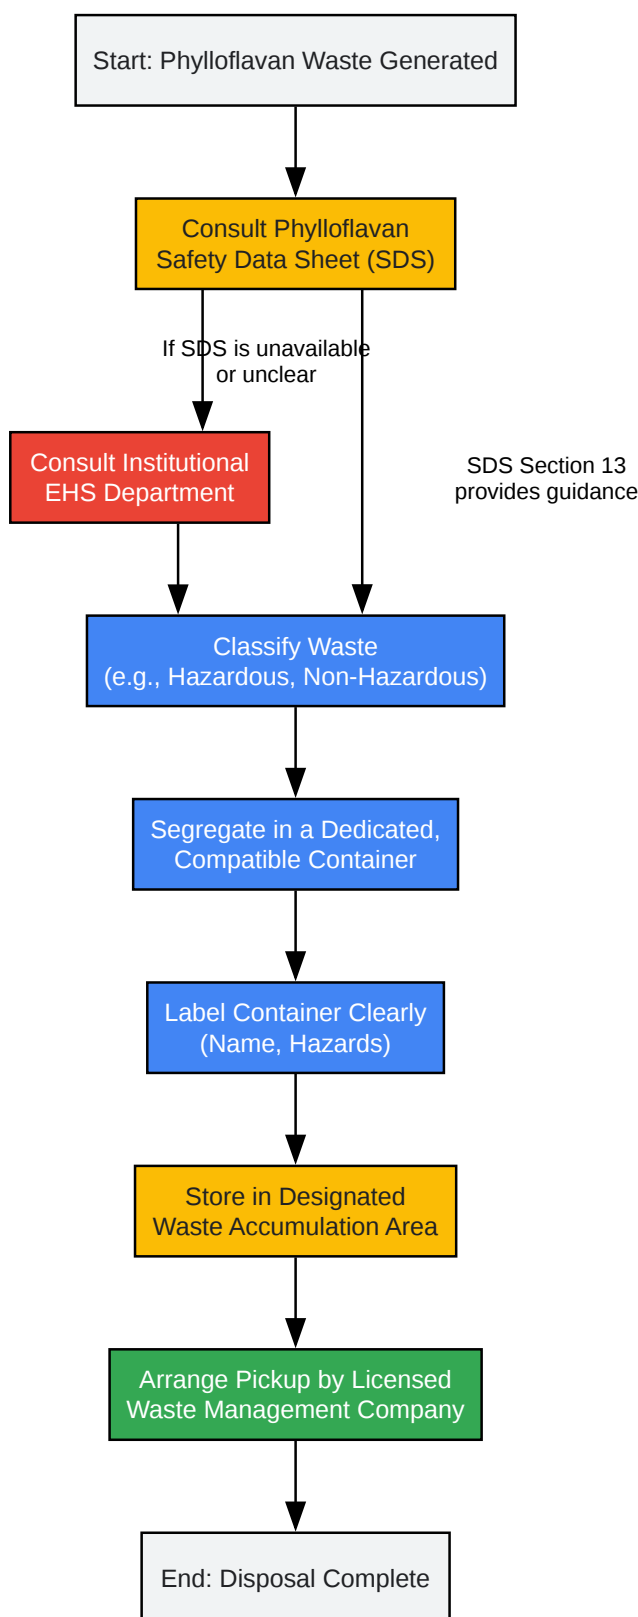 Start: Phylloflavan Waste Generated
Consult Phylloflavan
Safety Data Sheet (SDS)
If SDS is unavailable
or unclear
Consult Institutional
EHS Department
SDS Section 13
provides guidance
Classify Waste
(e.g., Hazardous, Non-Hazardous)
Segregate in a Dedicated,
Compatible Container
Label Container Clearly
(Name, Hazards)
Store in Designated
Waste Accumulation Area
Arrange Pickup by Licensed
Waste Management Company
End: Disposal Complete